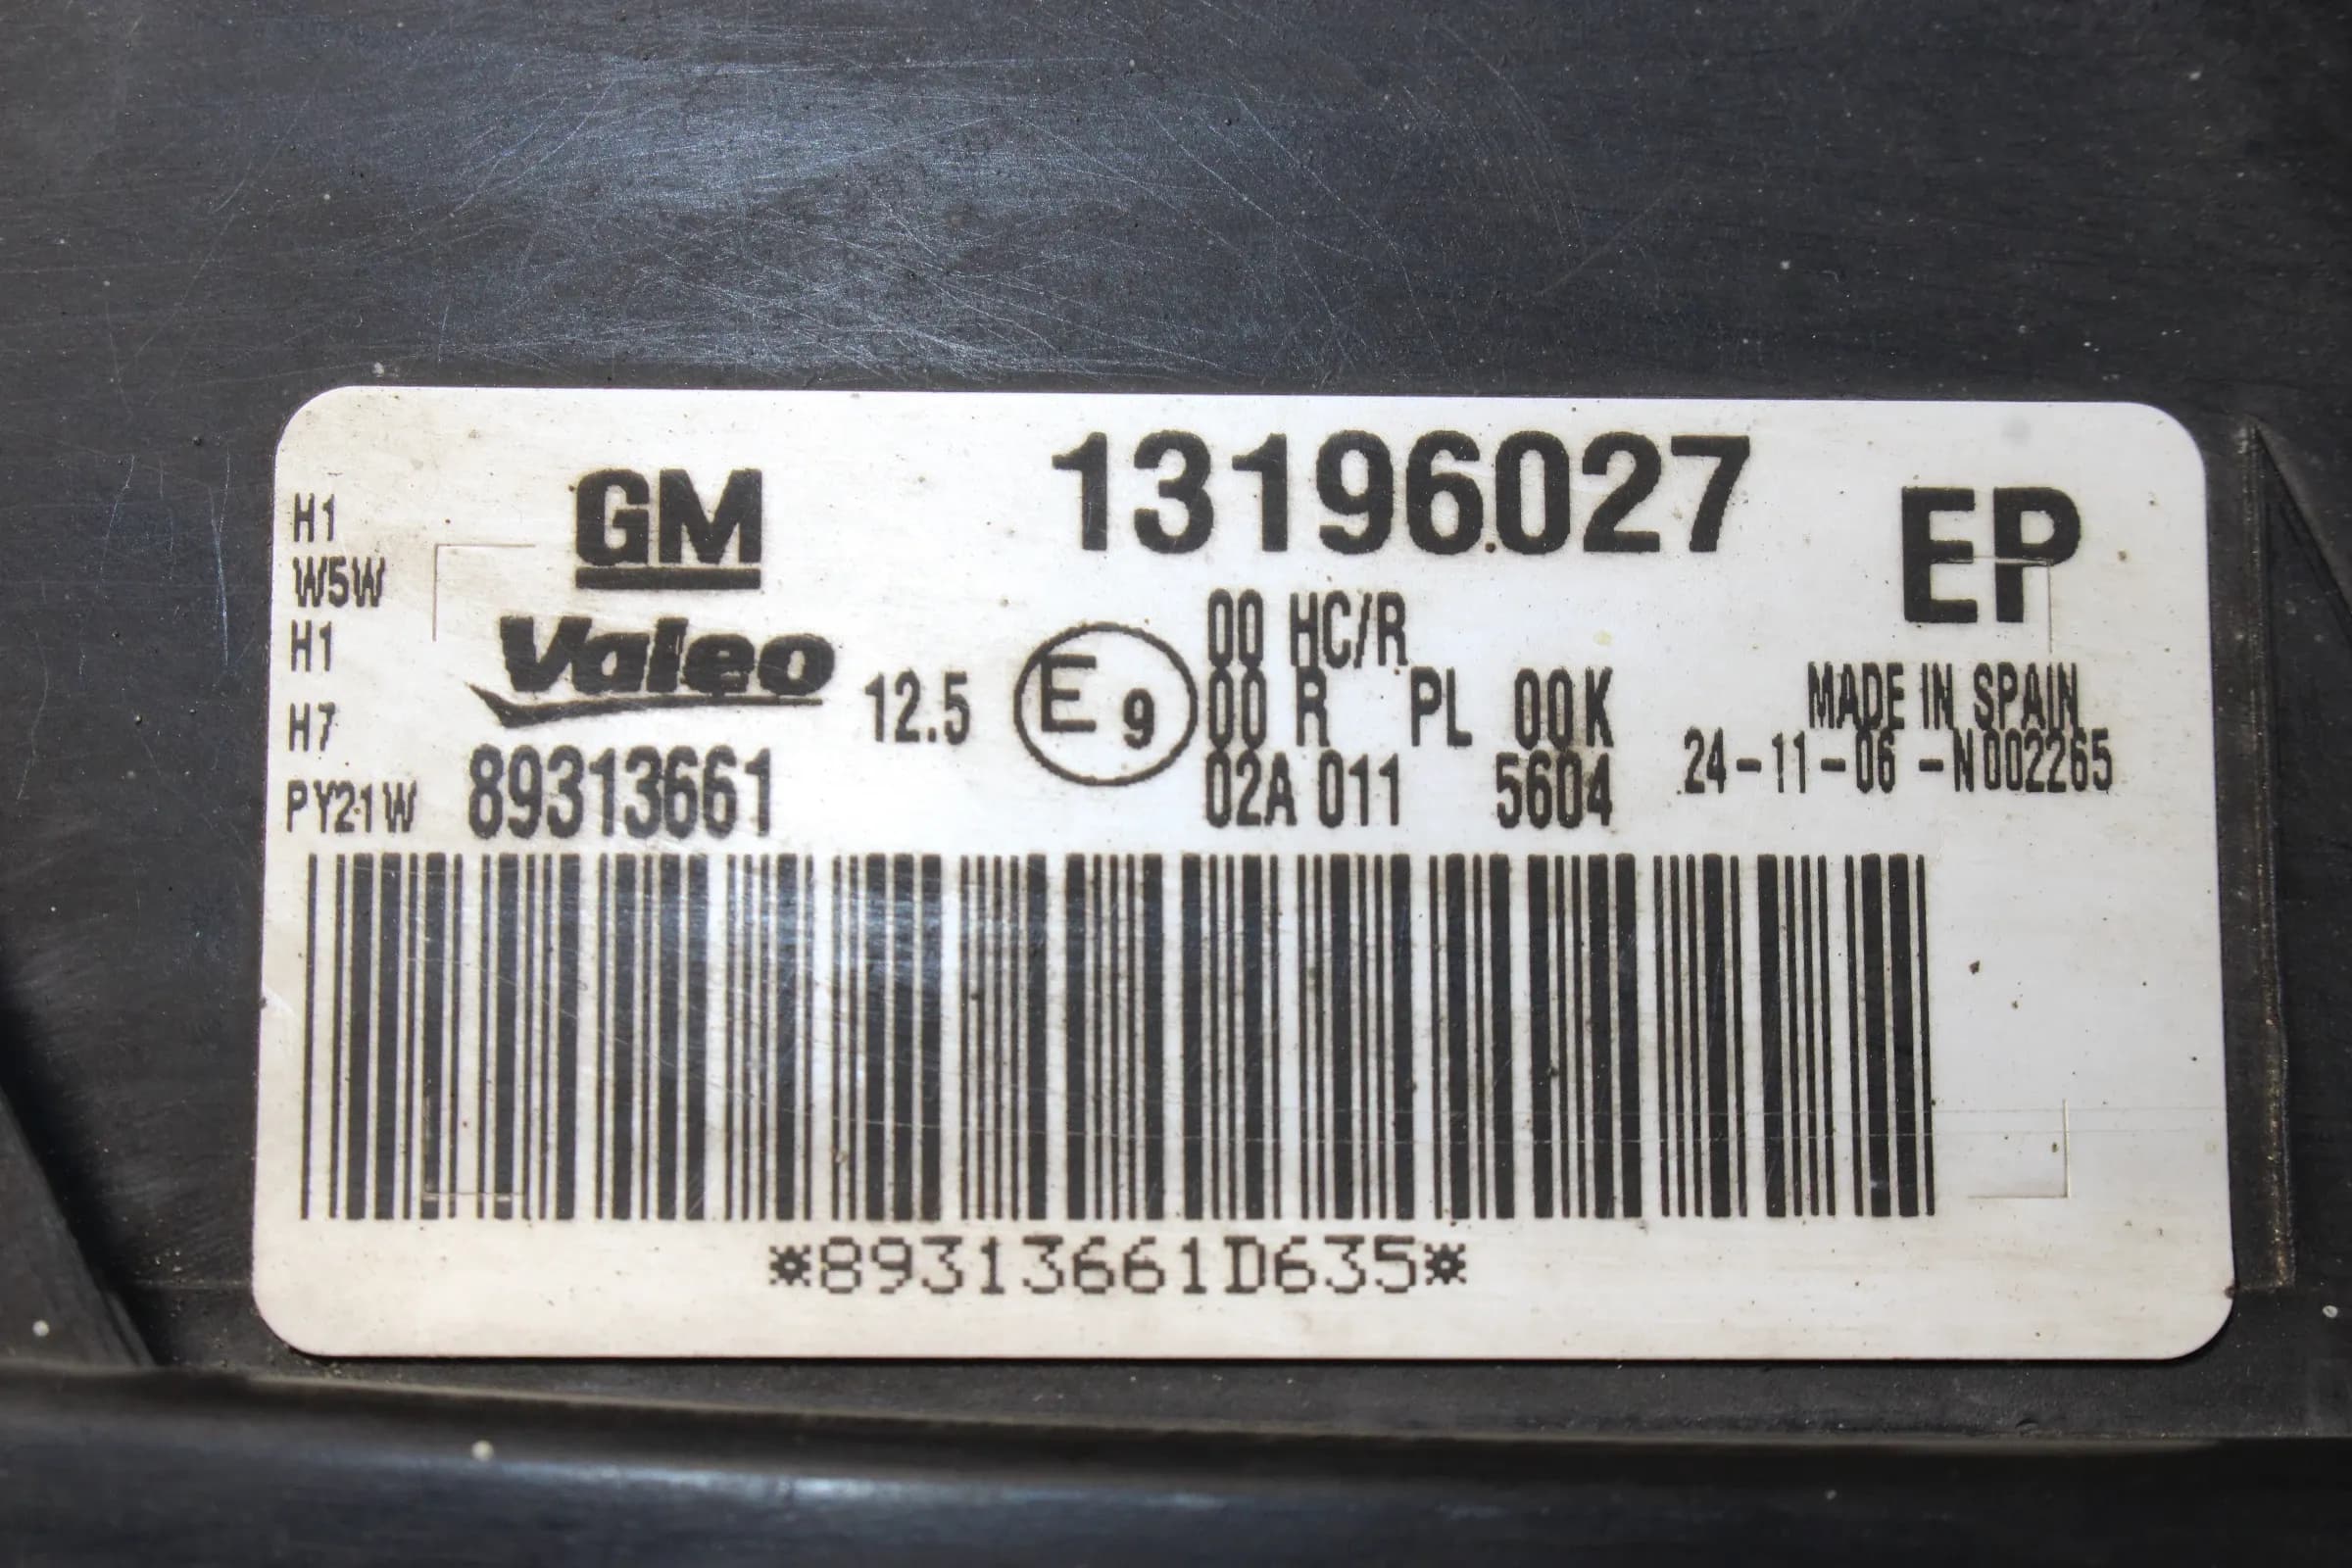 13196027
GM
EP
H1
W5W
H1
H7
PY21W
Valeo
89313661
12.5
E9
00 HC/R
00 R PL 00K
02A 011 5604
MADE IN SPAIN
24-11-06 -N002265
*89313661D635*